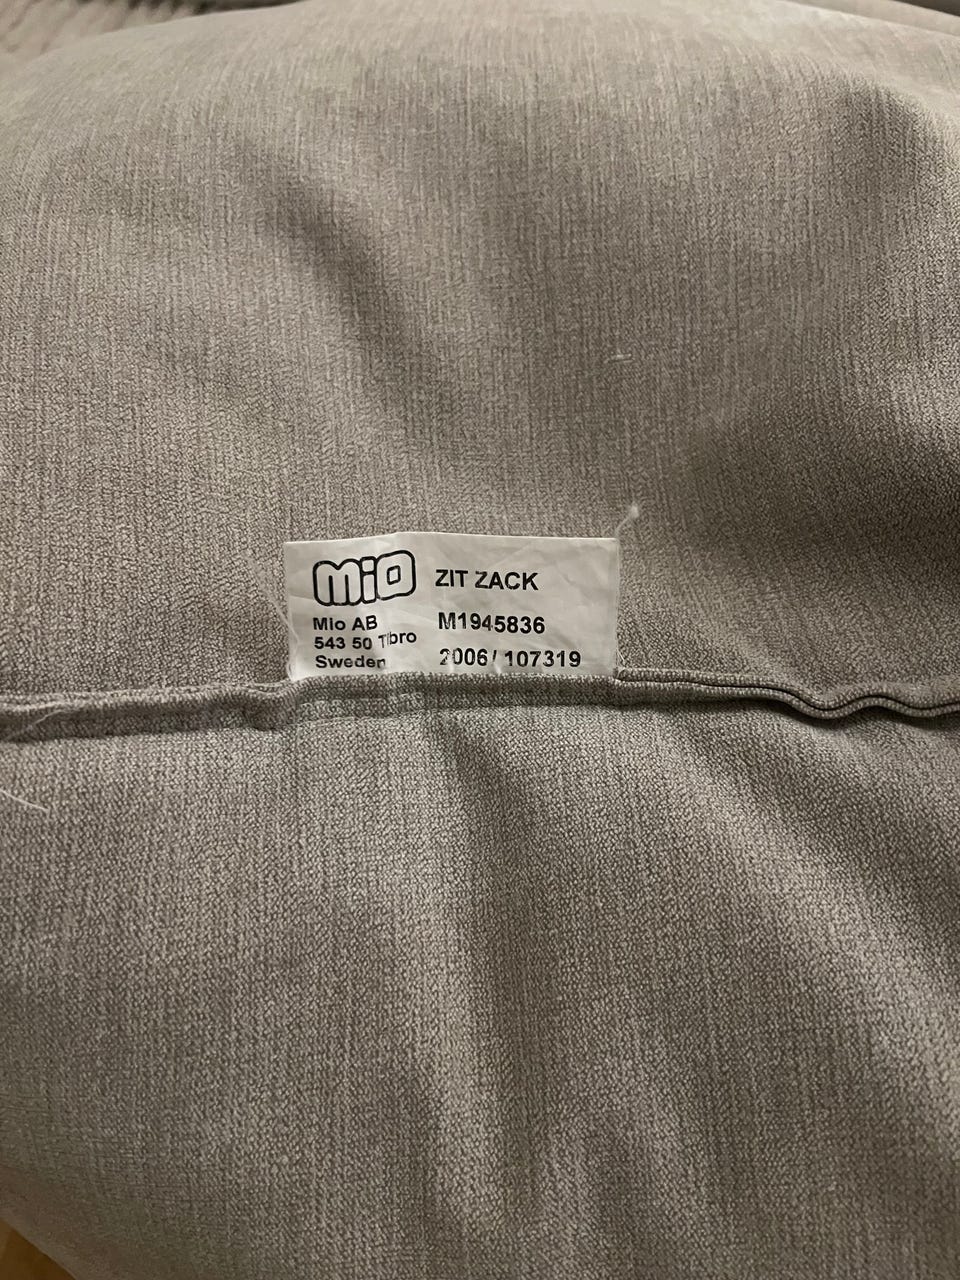 mio
ZIT ZACK
Mio AB
543 50 Tibro
Sweden
M1945836
2006/ 107319